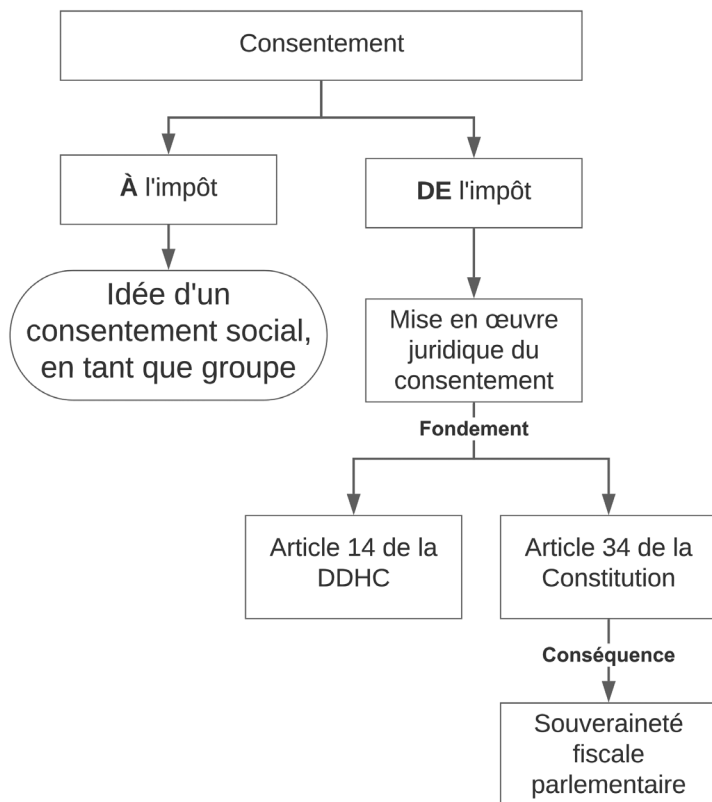 Consentement
À l'impôt
DE l'impôt
Idée d'un
consentement social,
en tant que groupe
Mise en œuvre
juridique du
consentement
Fondement
Article 14 de la
DDHC
Article 34 de la
Constitution
Conséquence
Souveraineté
fiscale
parlementaire